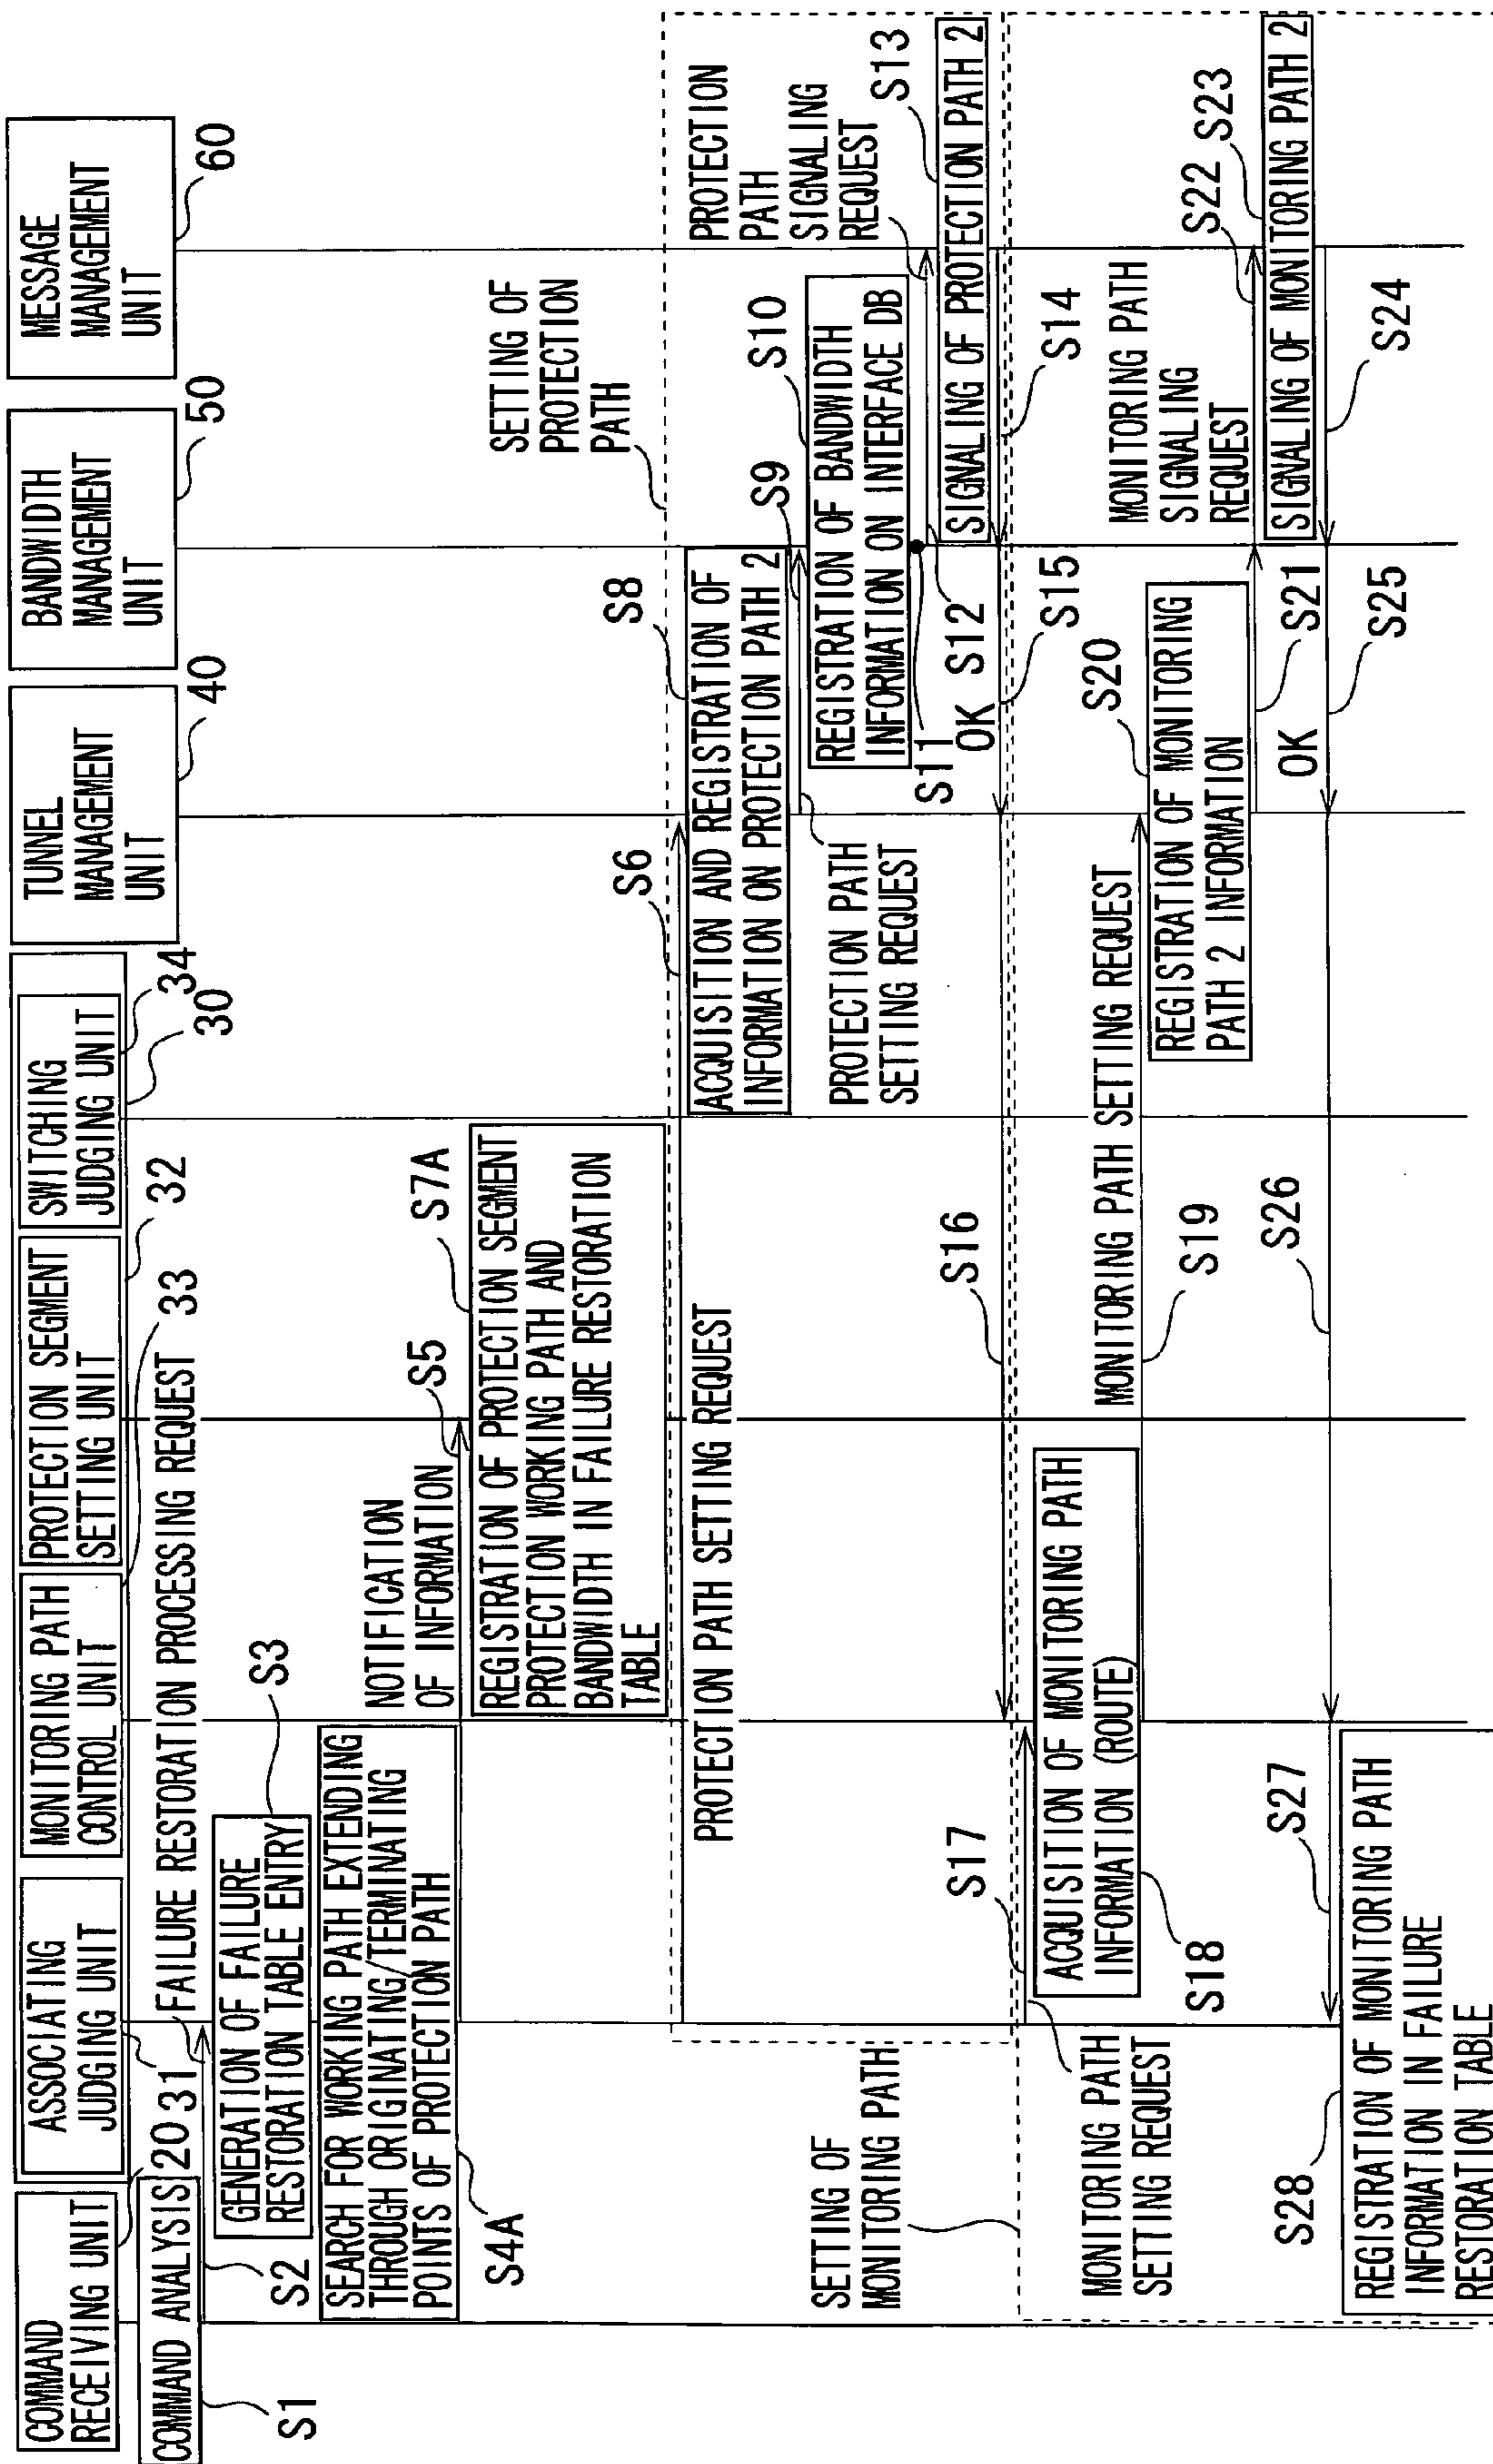 COMMAND
RECEIVING UNIT
20
ASSOCIATING
JUDGING UNIT
31
MONITORING PATH
CONTROL UNIT
33
PROTECTION SEGMENT
SETTING UNIT
32
SWITCHING
JUDGING UNIT
34
30
TUNNEL
MANAGEMENT
UNIT
40
BANDWIDTH
MANAGEMENT
UNIT
50
MESSAGE
MANAGEMENT
UNIT
60
COMMAND ANALYSIS
S1
S2
FAILURE RESTORATION PROCESSING REQUEST
GENERATION OF FAILURE
RESTORATION TABLE ENTRY
S3
SEARCH FOR WORKING PATH EXTENDING
THROUGH ORIGINATING/TERMINATING
POINTS OF PROTECTION PATH
S4A
NOTIFICATION
OF INFORMATION
S5
REGISTRATION OF PROTECTION SEGMENT
PROTECTION WORKING PATH AND
BANDWIDTH IN FAILURE RESTORATION
TABLE
S7A
SETTING OF
PROTECTION
PATH
PROTECTION PATH SETTING REQUEST
S6
ACQUISITION AND REGISTRATION OF
INFORMATION ON PROTECTION PATH 2
S8
PROTECTION PATH
SETTING REQUEST
S9
REGISTRATION OF BANDWIDTH
INFORMATION ON INTERFACE DB
S10
S11
S12
PROTECTION
PATH
SIGNALING
REQUEST
SIGNALING OF PROTECTION PATH 2
S13
S14
OK
S15
S16
SETTING OF
MONITORING PATH
MONITORING PATH
SETTING REQUEST
S17
ACQUISITION OF MONITORING PATH
INFORMATION (ROUTE)
S18
MONITORING PATH SETTING REQUEST
S19
REGISTRATION OF MONITORING
PATH 2 INFORMATION
S20
S21
MONITORING PATH
SIGNALING
REQUEST
S22
S23
SIGNALING OF MONITORING PATH 2
S24
OK
S25
S26
S27
S28
REGISTRATION OF MONITORING PATH
INFORMATION IN FAILURE
RESTORATION TABLE